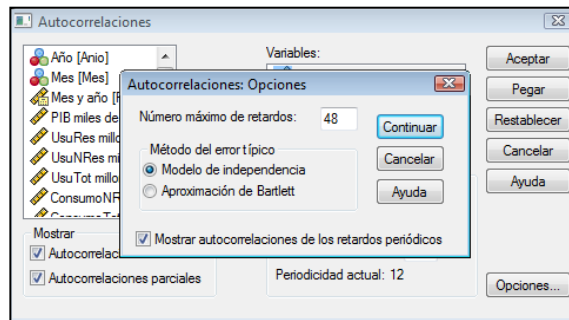 Autocorrelaciones
Año [Anio]
Mes [Mes]
Mes y año [F
PIB miles de
UsuRes millo
UsuNRes mi
UsuTot millo
ConsumoNR
Variables:
Aceptar
Pegar
Restablecer
Cancelar
Ayuda
Autocorrelaciones: Opciones
Número máximo de retardos: 48
Método del error típico
Modelo de independencia
Aproximación de Bartlett
Continuar
Cancelar
Ayuda
Mostrar autocorrelaciones de los retardos periódicos
Mostrar
Autocorrelac
Autocorrelaciones parciales
Periodicidad actual: 12
Opciones...